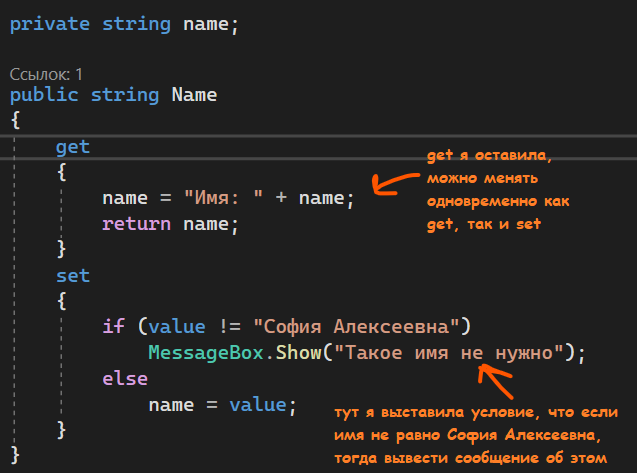 private string name;
Ссылок: 1
public string Name
{
get
{
name = "Имя: " + name;
return name;
}
set
{
if (value != "София Алексеевна")
MessageBox.Show("Такое имя не нужно");
else
name = value;
}
}
get я оставила,
можно менять
одновременно как
get, так и set
тут я выставила условие, что если
имя не равно София Алексеевна,
тогда вывести сообщение об этом